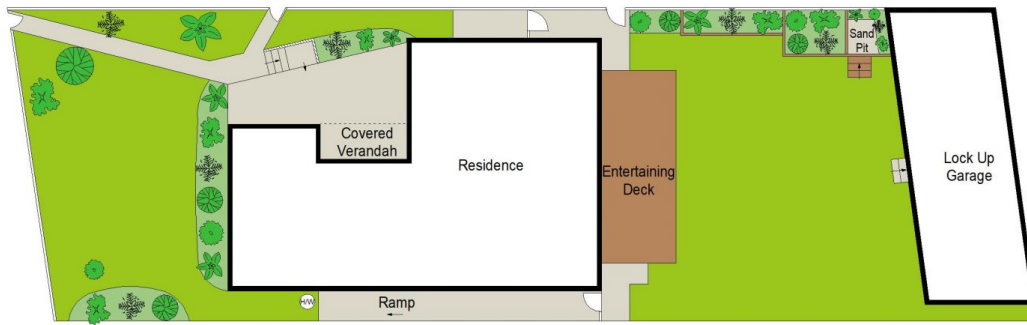 Sand
Pit
Covered
Verandah
Residence
Entertaining
Deck
Lock Up
Garage
H/W
Ramp